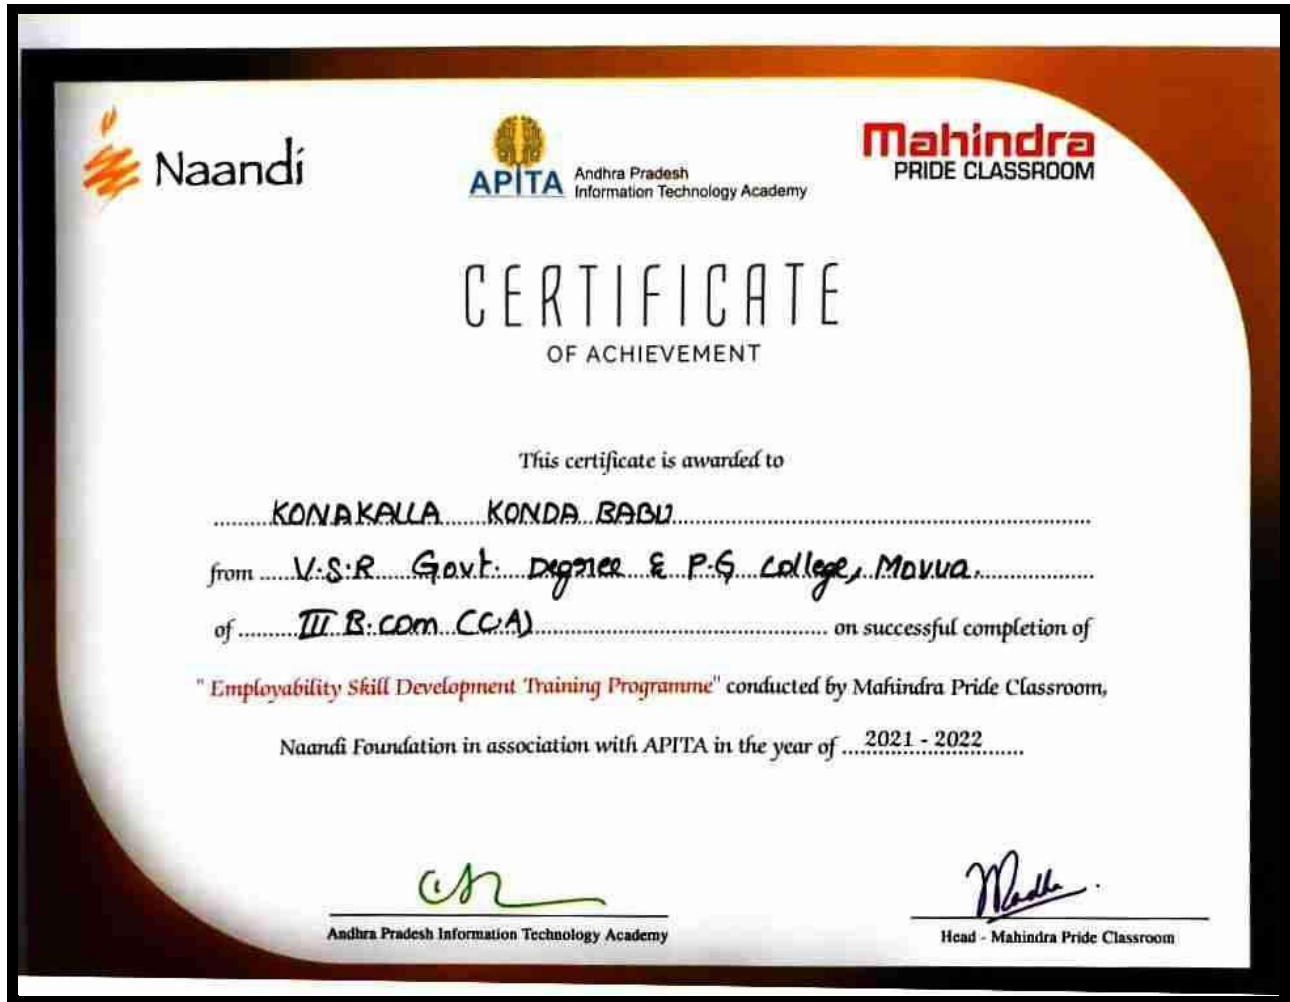 Naandi
APITA
Andhra Pradesh
Information Technology Academy
Mahindra
PRIDE CLASSROOM
CERTIFICATE
OF ACHIEVEMENT
This certificate is awarded to
KONAKALLA KONDA BABU
from V.S.R Govt. Degree & P.G College, Movva.
of III B.com (C.A) on successful completion of
"Employability Skill Development Training Programme" conducted by Mahindra Pride Classroom,
Naandi Foundation in association with APITA in the year of 2021 - 2022
Andhra Pradesh Information Technology Academy
Head - Mahindra Pride Classroom